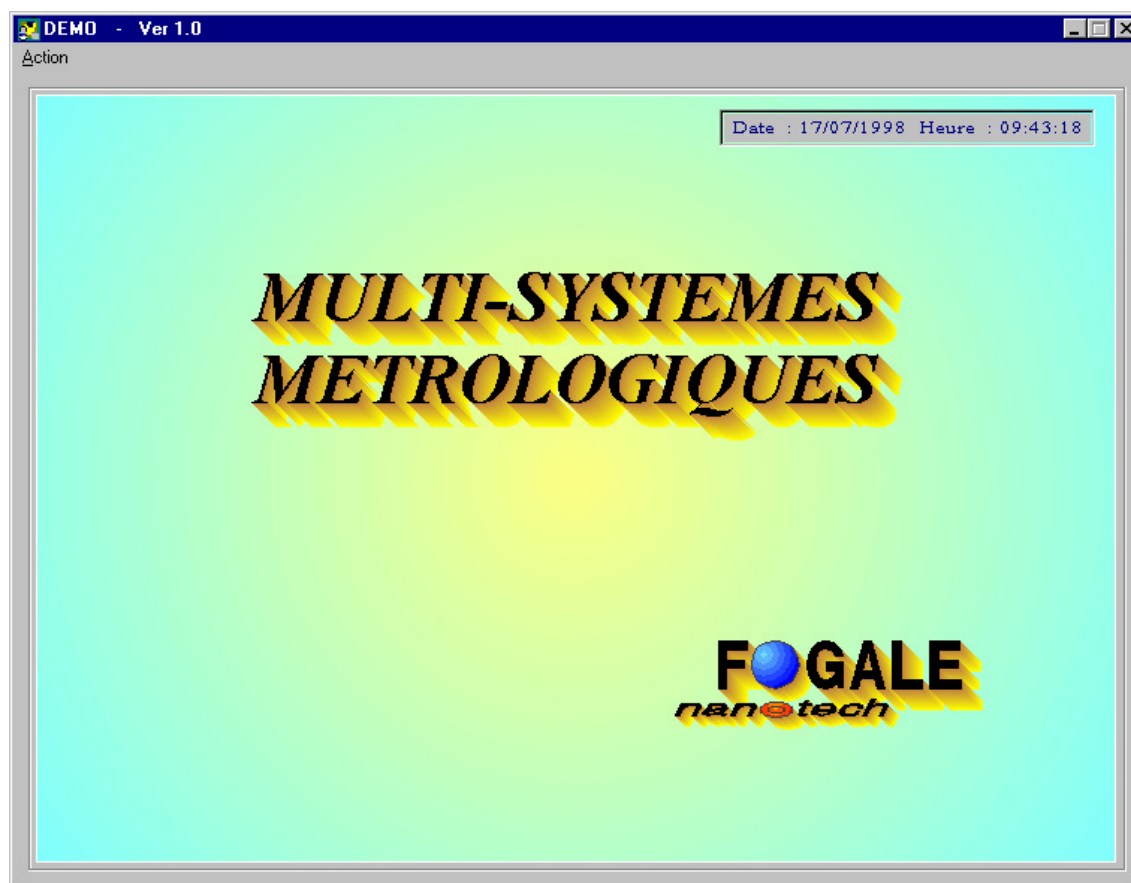 DEMO - Ver 1.0
Action
Date : 17/07/1998 Heure : 09:43:18
MULTI-SYSTEMES
METROLOGIQUES
FOGALE
nanotech